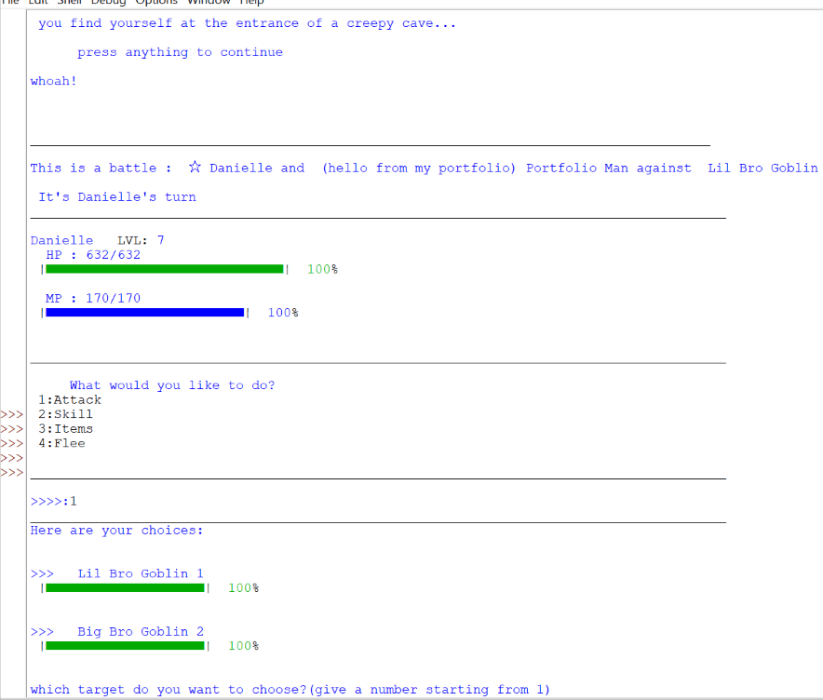 File Edit Shell Debug Options Window Help
you find yourself at the entrance of a creepy cave...
press anything to continue
whoah!
This is a battle : ☆ Danielle and (hello from my portfolio) Portfolio Man against Lil Bro Goblin
It's Danielle's turn
Danielle LVL: 7
HP : 632/632
| | 100%
MP : 170/170
| | 100%
What would you like to do?
1:Attack
>>> 2:Skill
>>> 3:Items
>>> 4:Flee
>>>
>>>
>>>>:1
Here are your choices:
>>> Lil Bro Goblin 1
| | 100%
>>> Big Bro Goblin 2
| | 100%
which target do you want to choose?(give a number starting from 1)